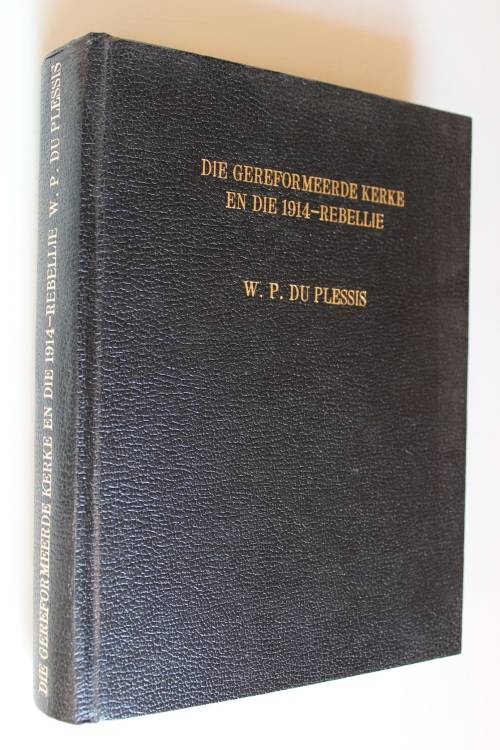 DIE GEREFORMEERDE KERKE
EN DIE 1914-REBELLIE
W. P. DU PLESSIS
DIE GEREFORMEERDE KERKE EN DIE 1914-REBELLIE W. P. DU PLESSIS